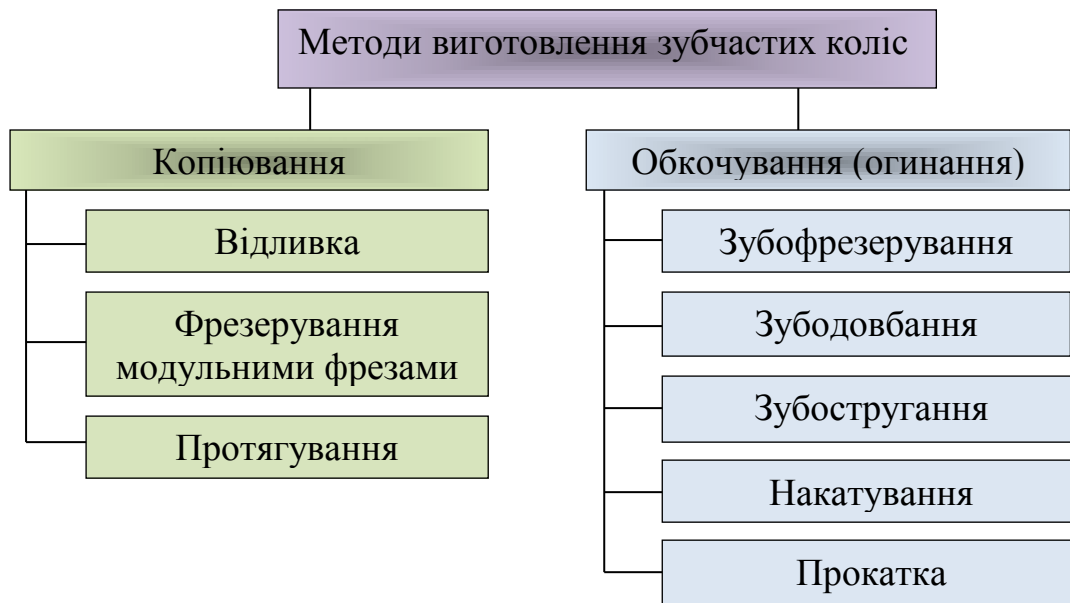 Методи виготовлення зубчастих коліс
Копіювання
Відливка
Фрезерування
модульними фрезами
Протягування
Обкочування (огинання)
Зубофрезерування
Зубодовбання
Зубостругання
Накатування
Прокатка